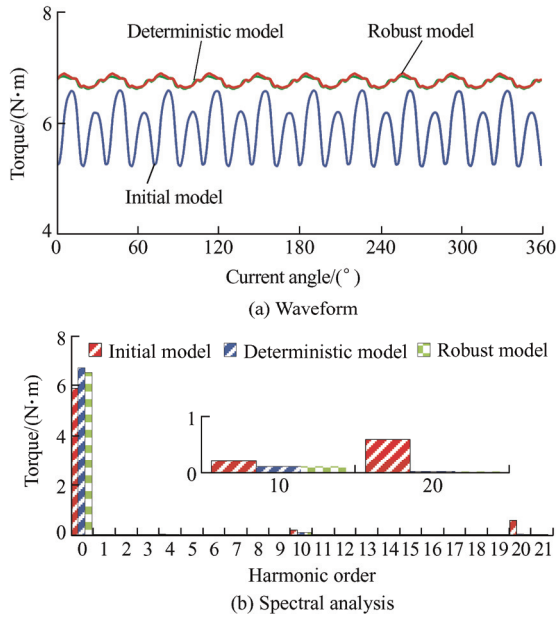 8
Deterministic model
Robust model
6
Torque/(N·m)
Initial model
4
0 60 120 180 240 300 360
Current angle/(°)
(a) Waveform
8
Initial model Deterministic model Robust model
6
1
Torque/(N·m)
4
0
10 20
2
0
0 1 2 3 4 5 6 7 8 9 10 11 12 13 14 15 16 17 18 19 20 21
Harmonic order
(b) Spectral analysis